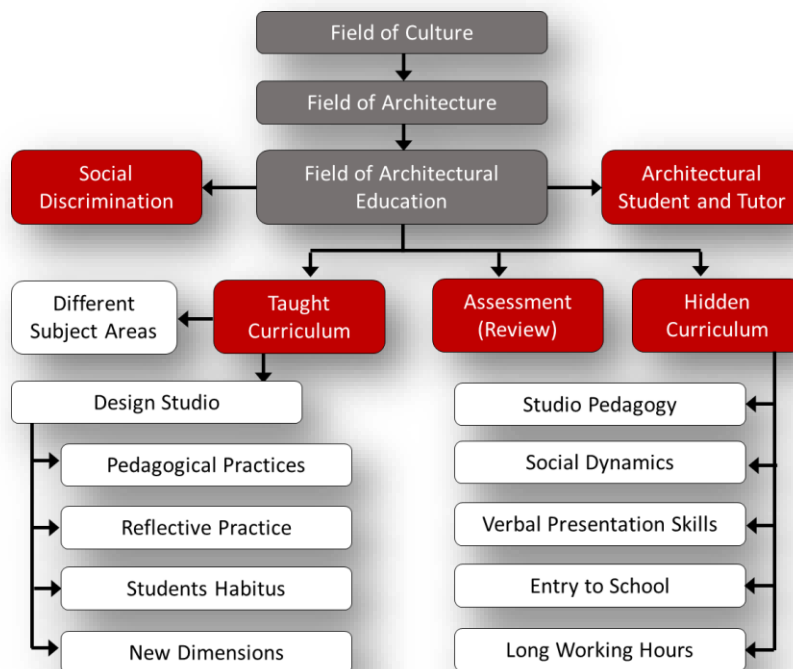 Field of Culture
Field of Architecture
Social
Discrimination
Field of Architectural
Education
Architectural
Student and Tutor
Different
Subject Areas
Taught
Curriculum
Assessment
(Review)
Hidden
Curriculum
Design Studio
Pedagogical Practices
Reflective Practice
Students Habitus
New Dimensions
Studio Pedagogy
Social Dynamics
Verbal Presentation Skills
Entry to School
Long Working Hours